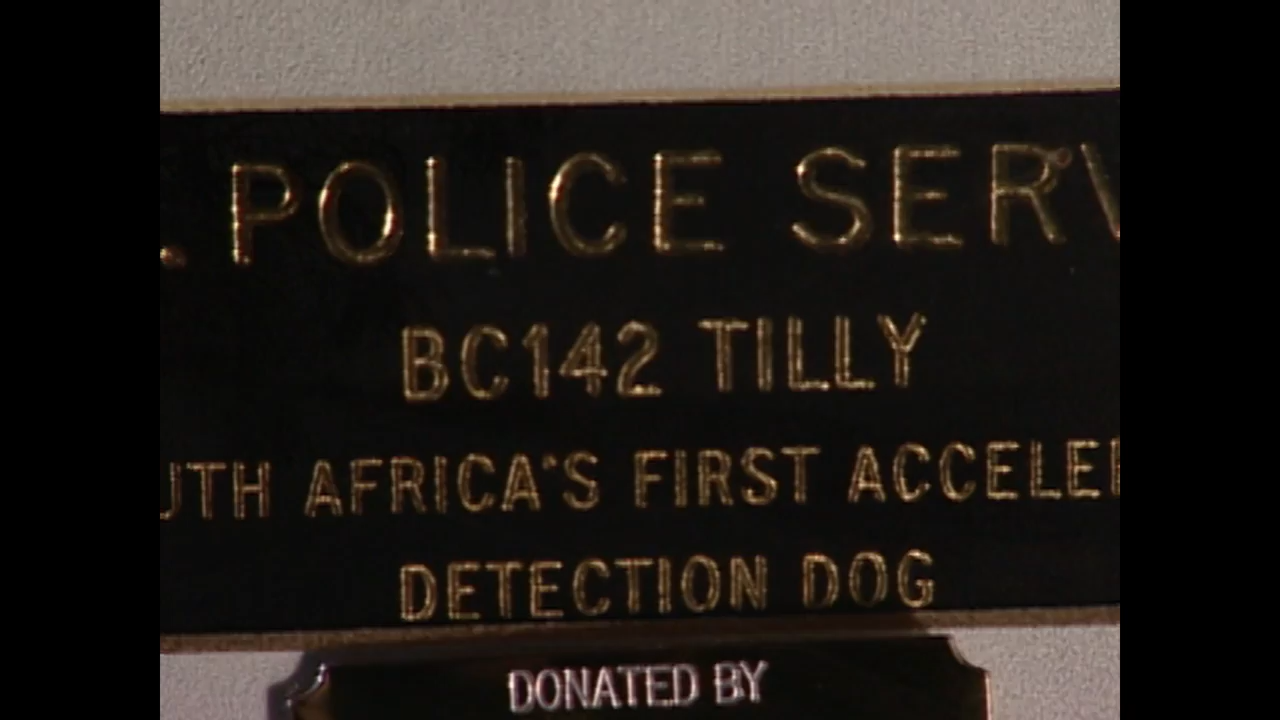 . POLICE SERV
BC142 TILLY
UTH AFRICA'S FIRST ACCELE
DETECTION DOG
DONATED BY